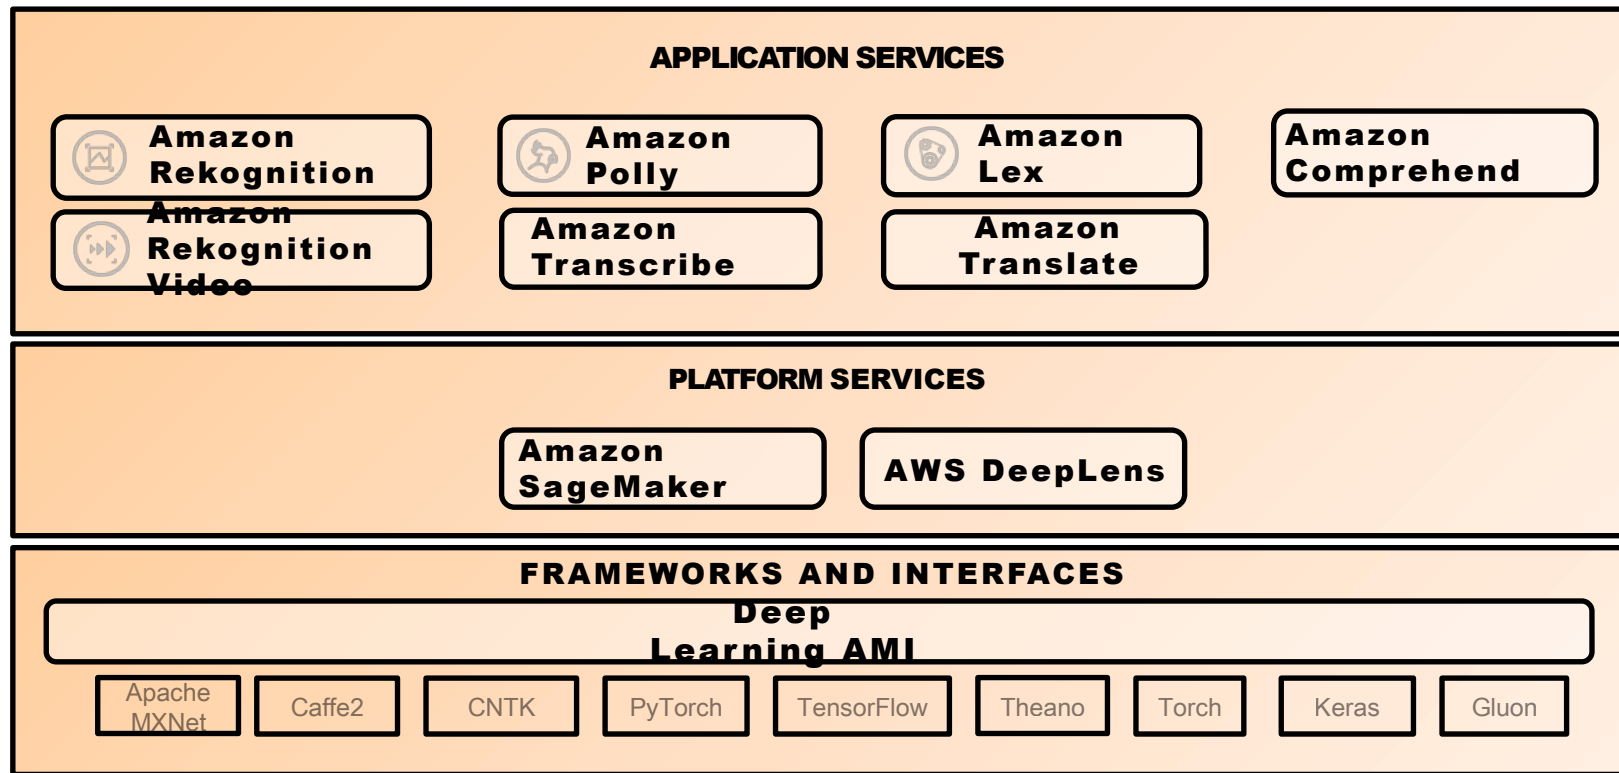 APPLICATION SERVICES
Amazon
Rekognition
Amazon
Polly
Amazon
Lex
Amazon
Comprehend
Amazon
Rekognition
Video
Amazon
Transcribe
Amazon
Translate
PLATFORM SERVICES
Amazon
SageMaker
AWS DeepLens
FRAMEWORKS AND INTERFACES
Deep
Learning AMI
Apache
MXNet
Caffe2
CNTK
PyTorch
TensorFlow
Theano
Torch
Keras
Gluon